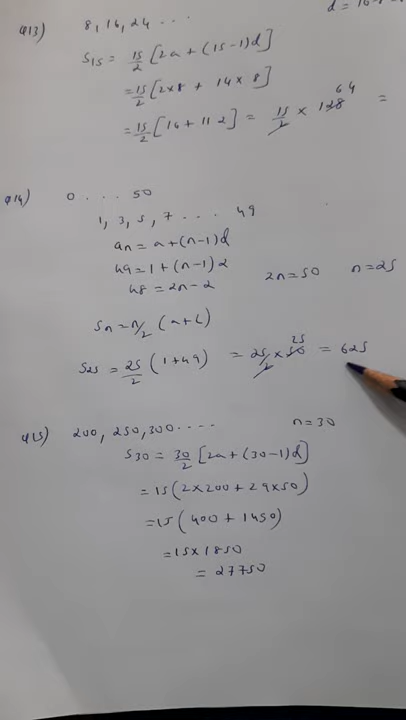 Q13) 8, 16, 24 ...
S15 = 15/2 [2a + (15-1)d]
= 15/2 [2×8 + 14×8]
= 15/2 [16 + 112] = 15/2 × 128 64 =
Q14) 0 .... 50
1, 3, 5, 7 .... 49
an = a + (n-1)d
49 = 1 + (n-1)2
48 = 2n - 2 2n = 50 n = 25
Sn = n/2 (a + L)
S25 = 25/2 (1 + 49) = 25/2 × 50 25 = 625
Q15) 200, 250, 300 .... n = 30
S30 = 30/2 [2a + (30-1)d]
= 15(2×200 + 29×50)
= 15(400 + 1450)
= 15×1850
= 27750